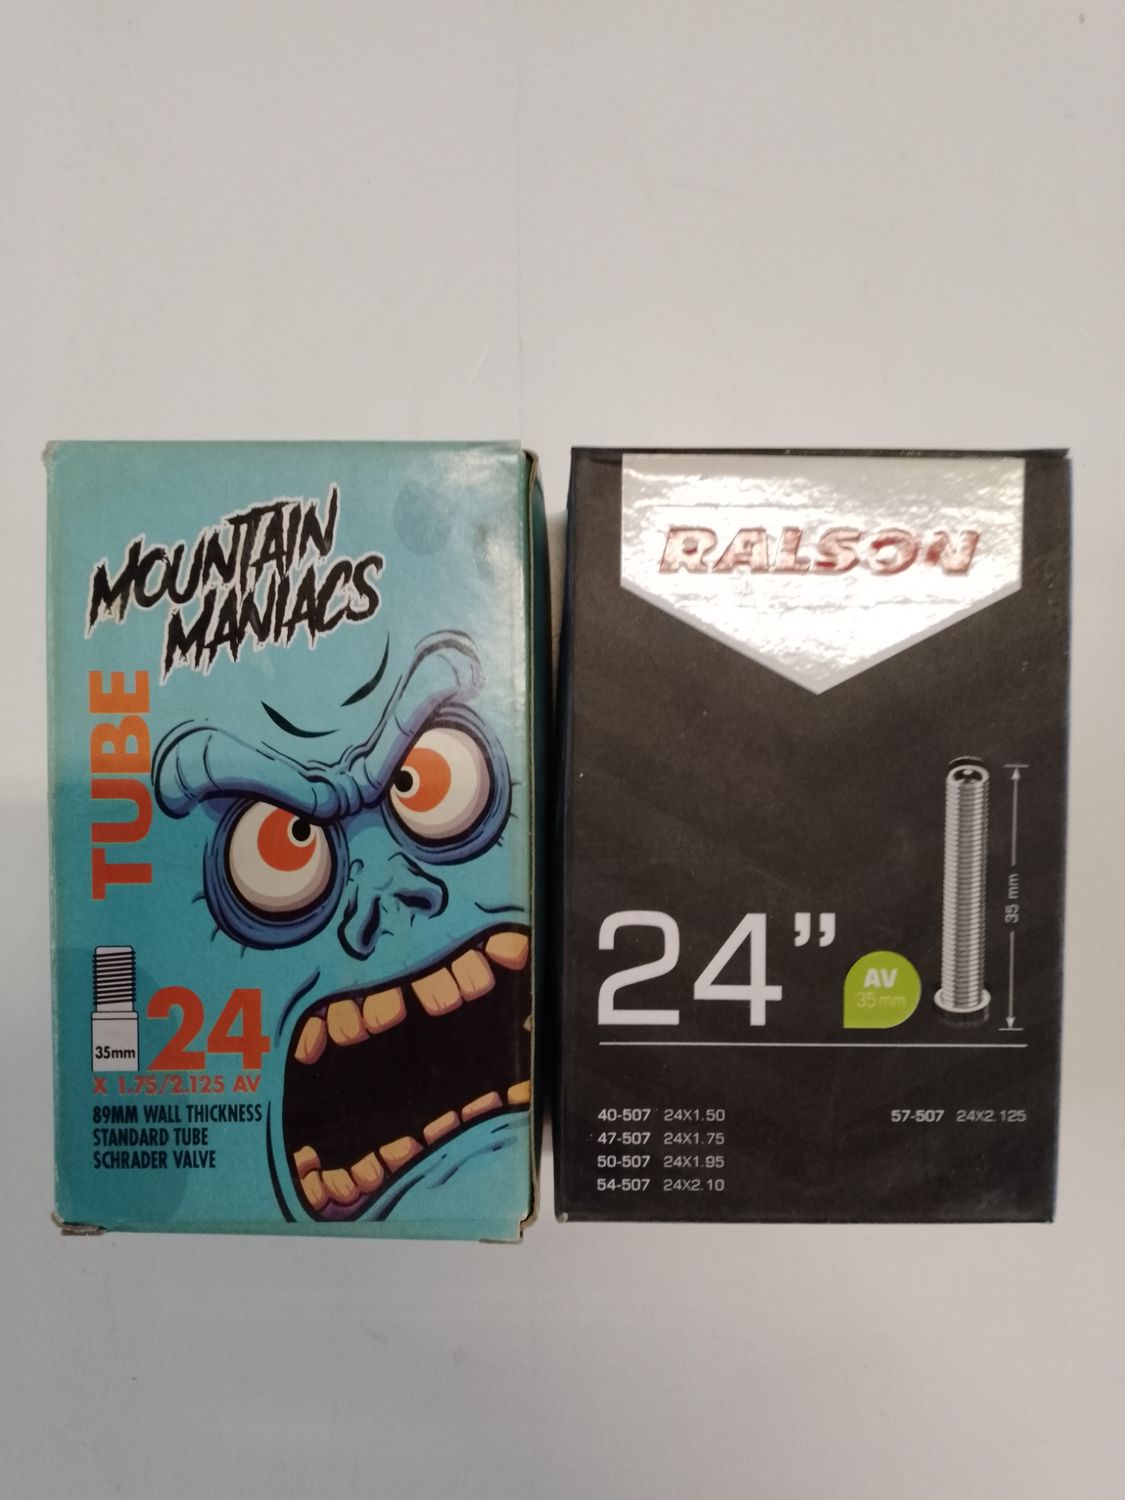 MOUNTAIN
MANIACS
TUBE
35mm
24
X 1.75/2.125 AV
89MM WALL THICKNESS
STANDARD TUBE
SCHRADER VALVE
RALSON
35 mm
24”
AV
35 mm
40-507 24X1.50
47-507 24X1.75
50-507 24X1.95
54-507 24X2.10
57-507 24X2.125